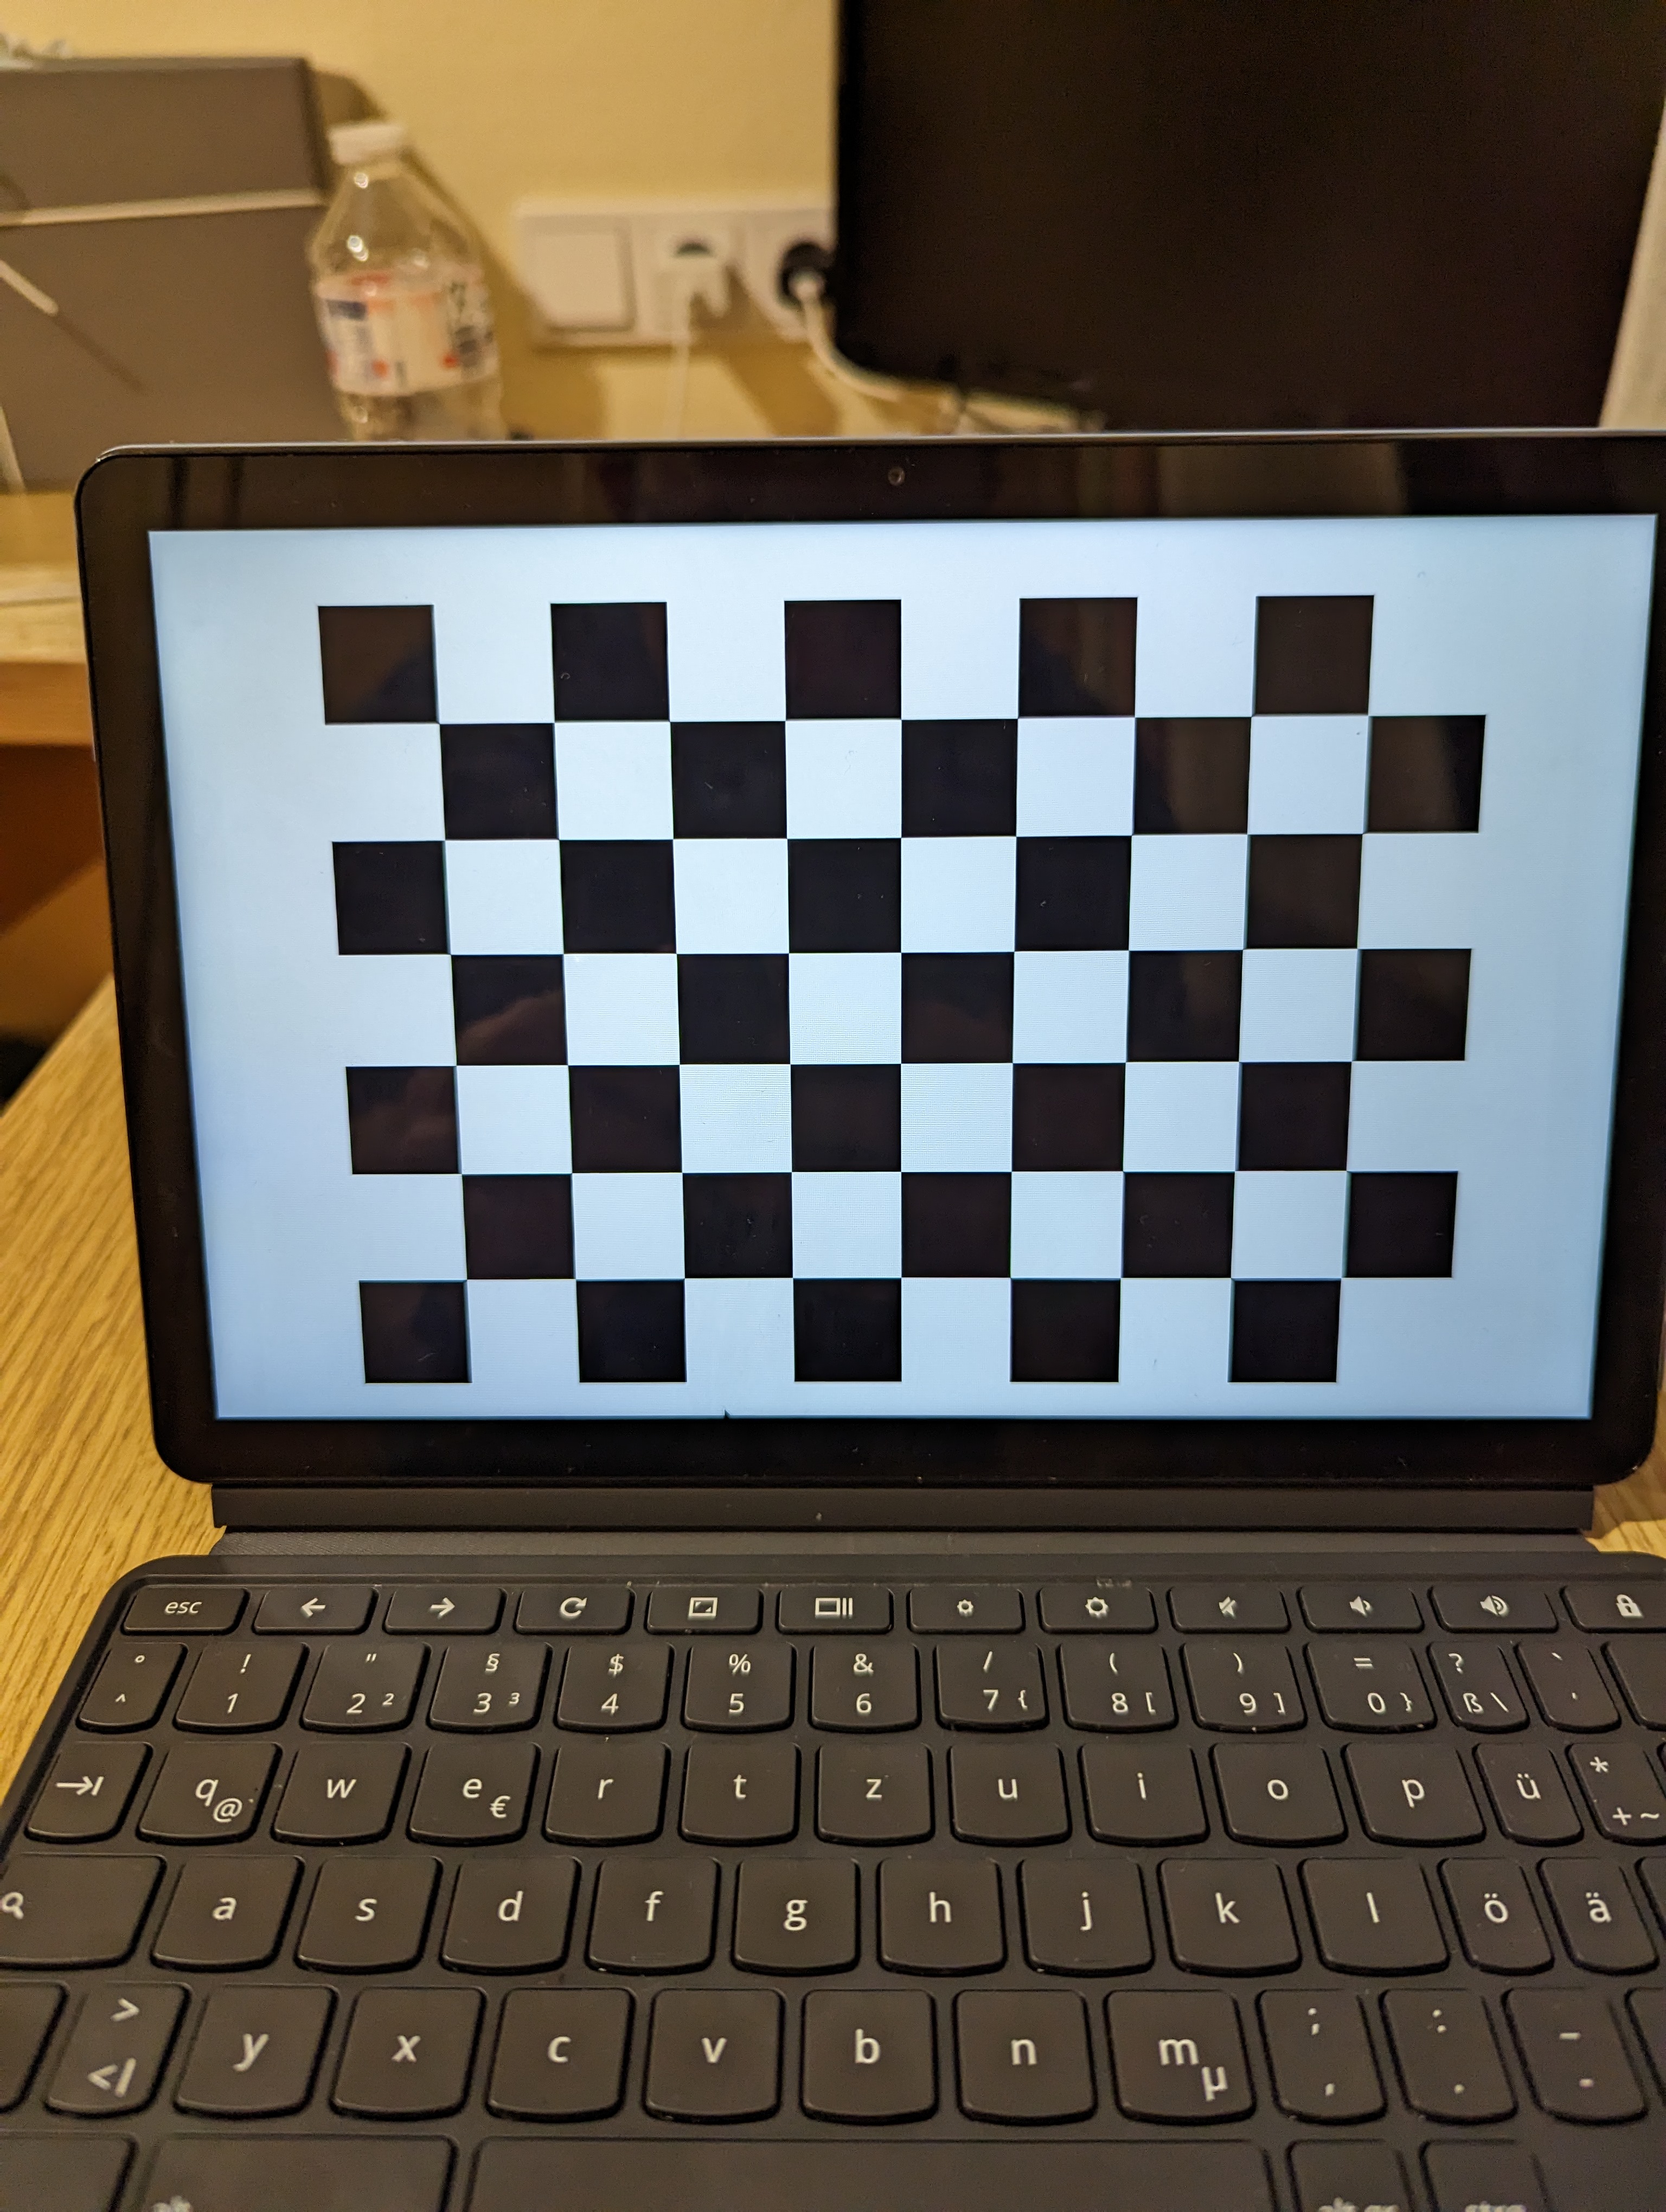 esc
° ! " § $ % & / ( ) = ? `
^ 1 2 ² 3 ³ 4 5 6 7 { 8 [ 9 ] 0 } ß \ ´
q @ w e € r t z u i o p ü * + ~
a s d f g h j k l ö ä
> < | y x c v b n m µ ; , : . _ -